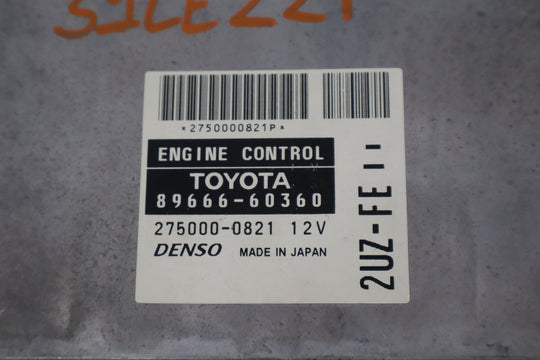 *2750000821P*
ENGINE CONTROL
TOYOTA
89666-60360
275000-0821 12V
DENSO MADE IN JAPAN
2UZ-FE